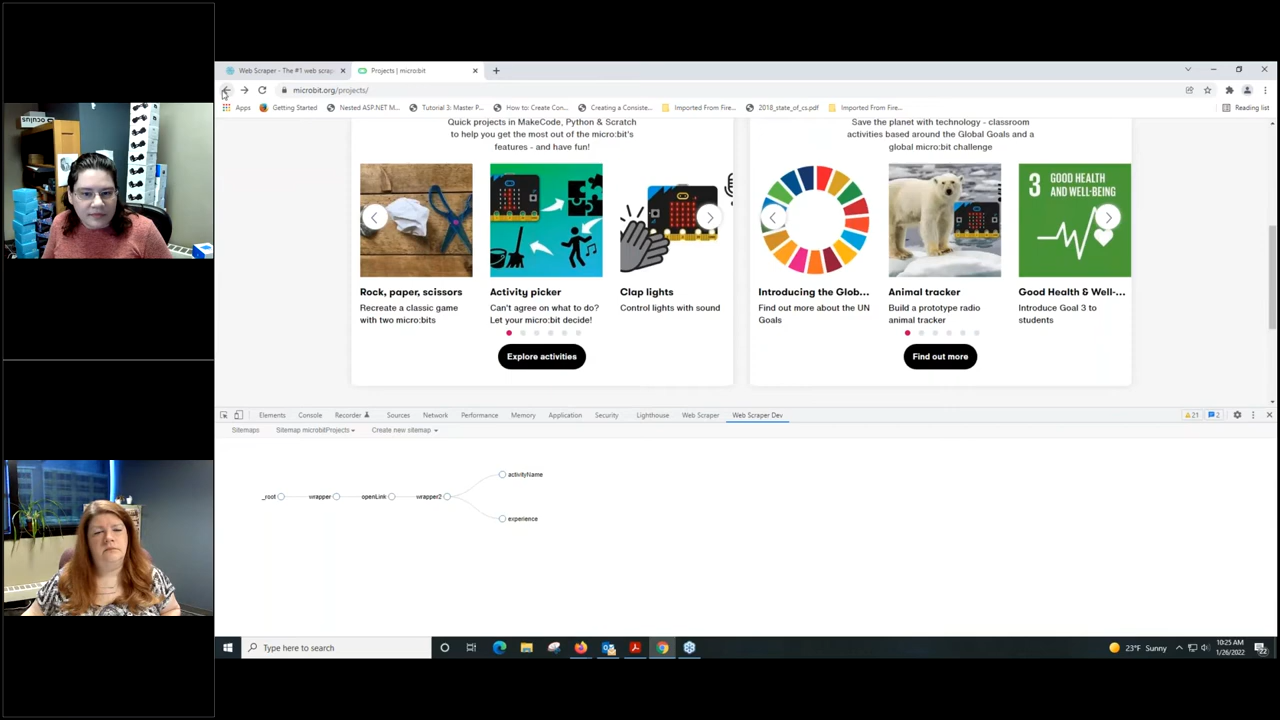 Web Scraper - The #1 web scrap
Projects | micro:bit
microbit.org/projects/
Apps
Getting Started
Nested ASP.NET M...
Tutorial 3: Master P...
How to: Create Con...
Creating a Consiste...
Imported From Fire...
2018_state_of_cs.pdf
Imported From Fire...
Reading list
Quick projects in MakeCode, Python & Scratch
to help you get the most out of the micro:bit's
features - and have fun!
Save the planet with technology - classroom
activities based around the Global Goals and a
global micro:bit challenge
3 GOOD HEALTH
AND WELL-BEING
Rock, paper, scissors
Recreate a classic game
with two micro:bits
Activity picker
Can't agree on what to do?
Let your micro:bit decide!
Clap lights
Control lights with sound
Introducing the Glob...
Find out more about the UN
Goals
Animal tracker
Build a prototype radio
animal tracker
Good Health & Well-...
Introduce Goal 3 to
students
Explore activities
Find out more
Elements
Console
Recorder
Sources
Network
Performance
Memory
Application
Security
Lighthouse
Web Scraper
Web Scraper Dev
21
2
Sitemaps
Sitemap microbitProjects
Create new sitemap
_root
wrapper
openLink
wrapper2
activityName
experience
Type here to search
23°F Sunny
10:25 AM
1/26/2022
22